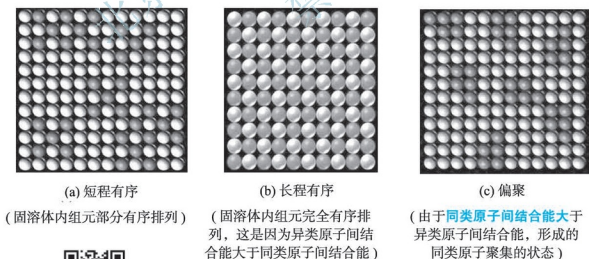 (a) 短程有序
(b) 长程有序
(c) 偏聚
(固溶体内组元部分有序排列)
(固溶体内组元完全有序排
列，这是因为异类原子间结
合能大于同类原子间结合能)
(由于同类原子间结合能大于
异类原子间结合能，形成的
同类原子聚集的状态)